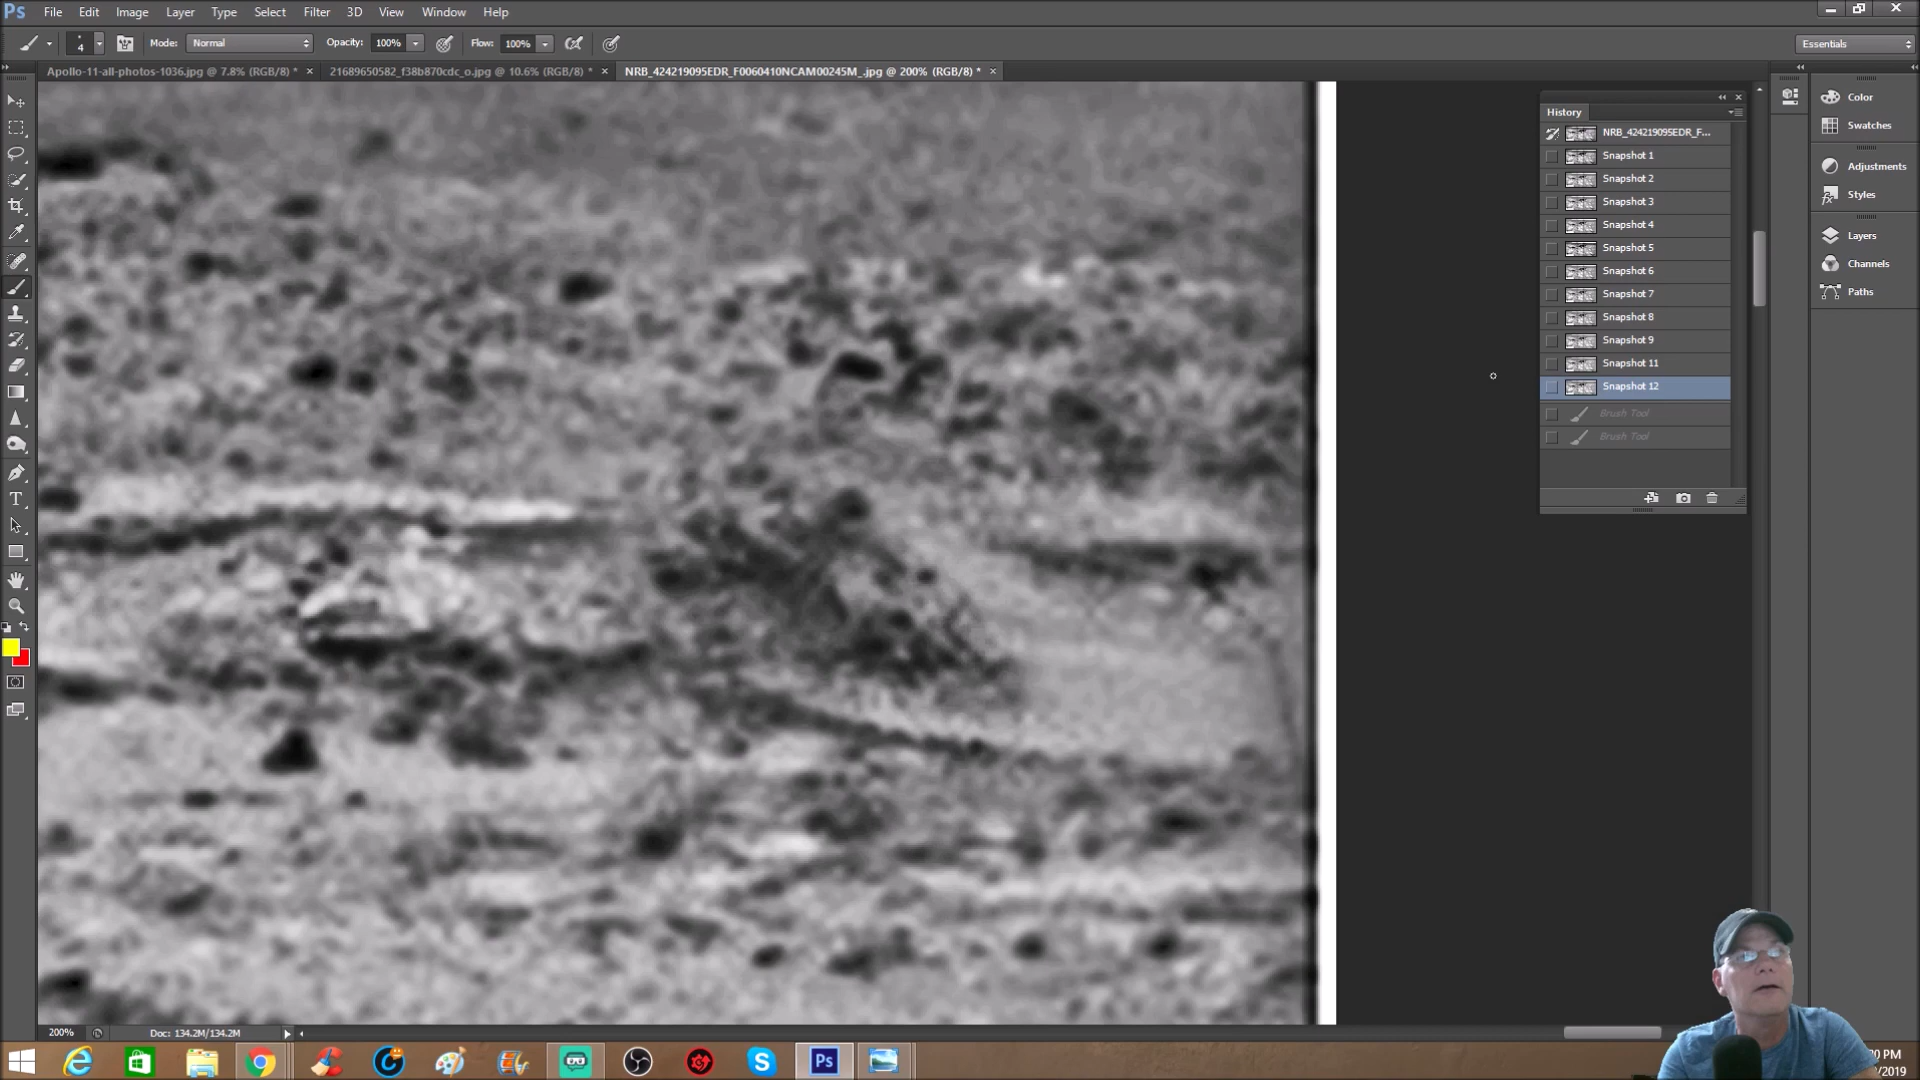 Ps File Edit Image Layer Type Select Filter 3D View Window Help
4 Mode: Normal Opacity: 100% Flow: 100% Essentials
Apollo-11-all-photos-1036.jpg @ 7.8% (RGB/8) * × 21689650582_f38b870cdc_o.jpg @ 10.6% (RGB/8) * × NRB_424219095EDR_F0060410NCAM00245M_.jpg @ 200% (RGB/8) * ×
History
NRB_424219095EDR_F...
Snapshot 1
Snapshot 2
Snapshot 3
Snapshot 4
Snapshot 5
Snapshot 6
Snapshot 7
Snapshot 8
Snapshot 9
Snapshot 11
Snapshot 12
Brush Tool
Brush Tool
Color
Swatches
Adjustments
Styles
Layers
Channels
Paths
200% Doc: 134.2M/134.2M
0 PM
/2019